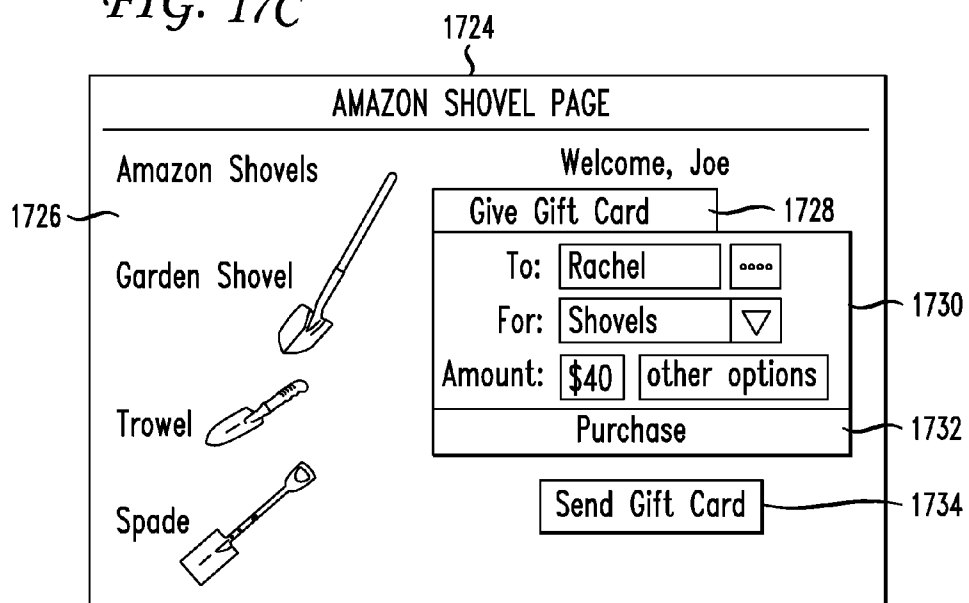 FIG. 17C
1724
AMAZON SHOVEL PAGE
Amazon Shovels
Welcome, Joe
1726
Give Gift Card
1728
Garden Shovel
To: Rachel
1730
For: Shovels
Amount: $40 other options
Trowel
Purchase
1732
Spade
Send Gift Card
1734